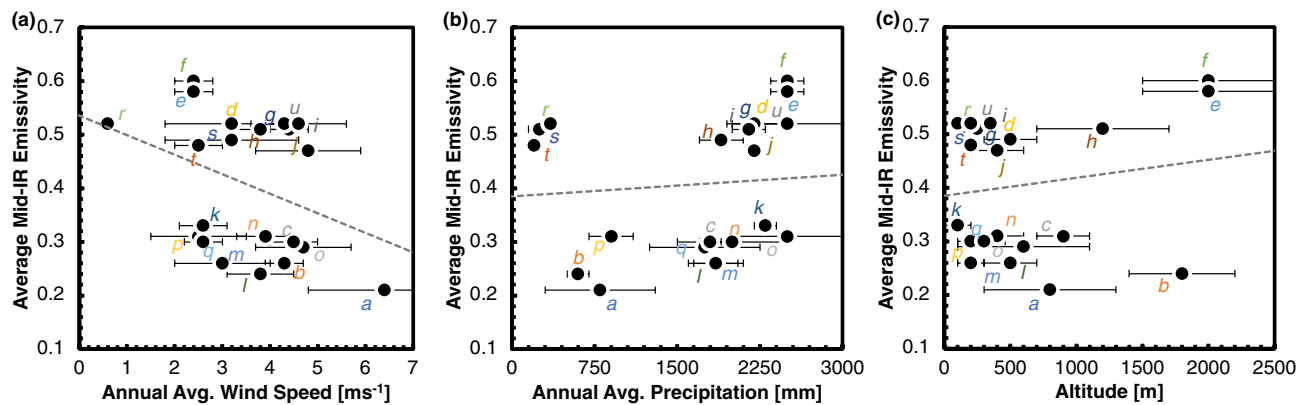 (a)
0.7
0.6
0.5
0.4
0.3
0.2
0.1
Average Mid-IR Emissivity
f
e
r
d
g
u
i
s
h
j
t
k
n
c
p
q
m
o
l
b
a
0 1 2 3 4 5 6 7
Annual Avg. Wind Speed [ms-1]
(b)
0.7
0.6
0.5
0.4
0.3
0.2
0.1
Average Mid-IR Emissivity
f
e
r
i
g
d
u
s
h
t
j
k
c
n
p
q
o
b
l
m
a
750 1500 2250 3000
Annual Avg. Precipitation [mm]
(c)
0.7
0.6
0.5
0.4
0.3
0.2
0.1
Average Mid-IR Emissivity
f
e
r
u
i
s
g
d
h
t
j
k
q
n
c
p
o
m
l
b
a
0 500 1000 1500 2000 2500
Altitude [m]